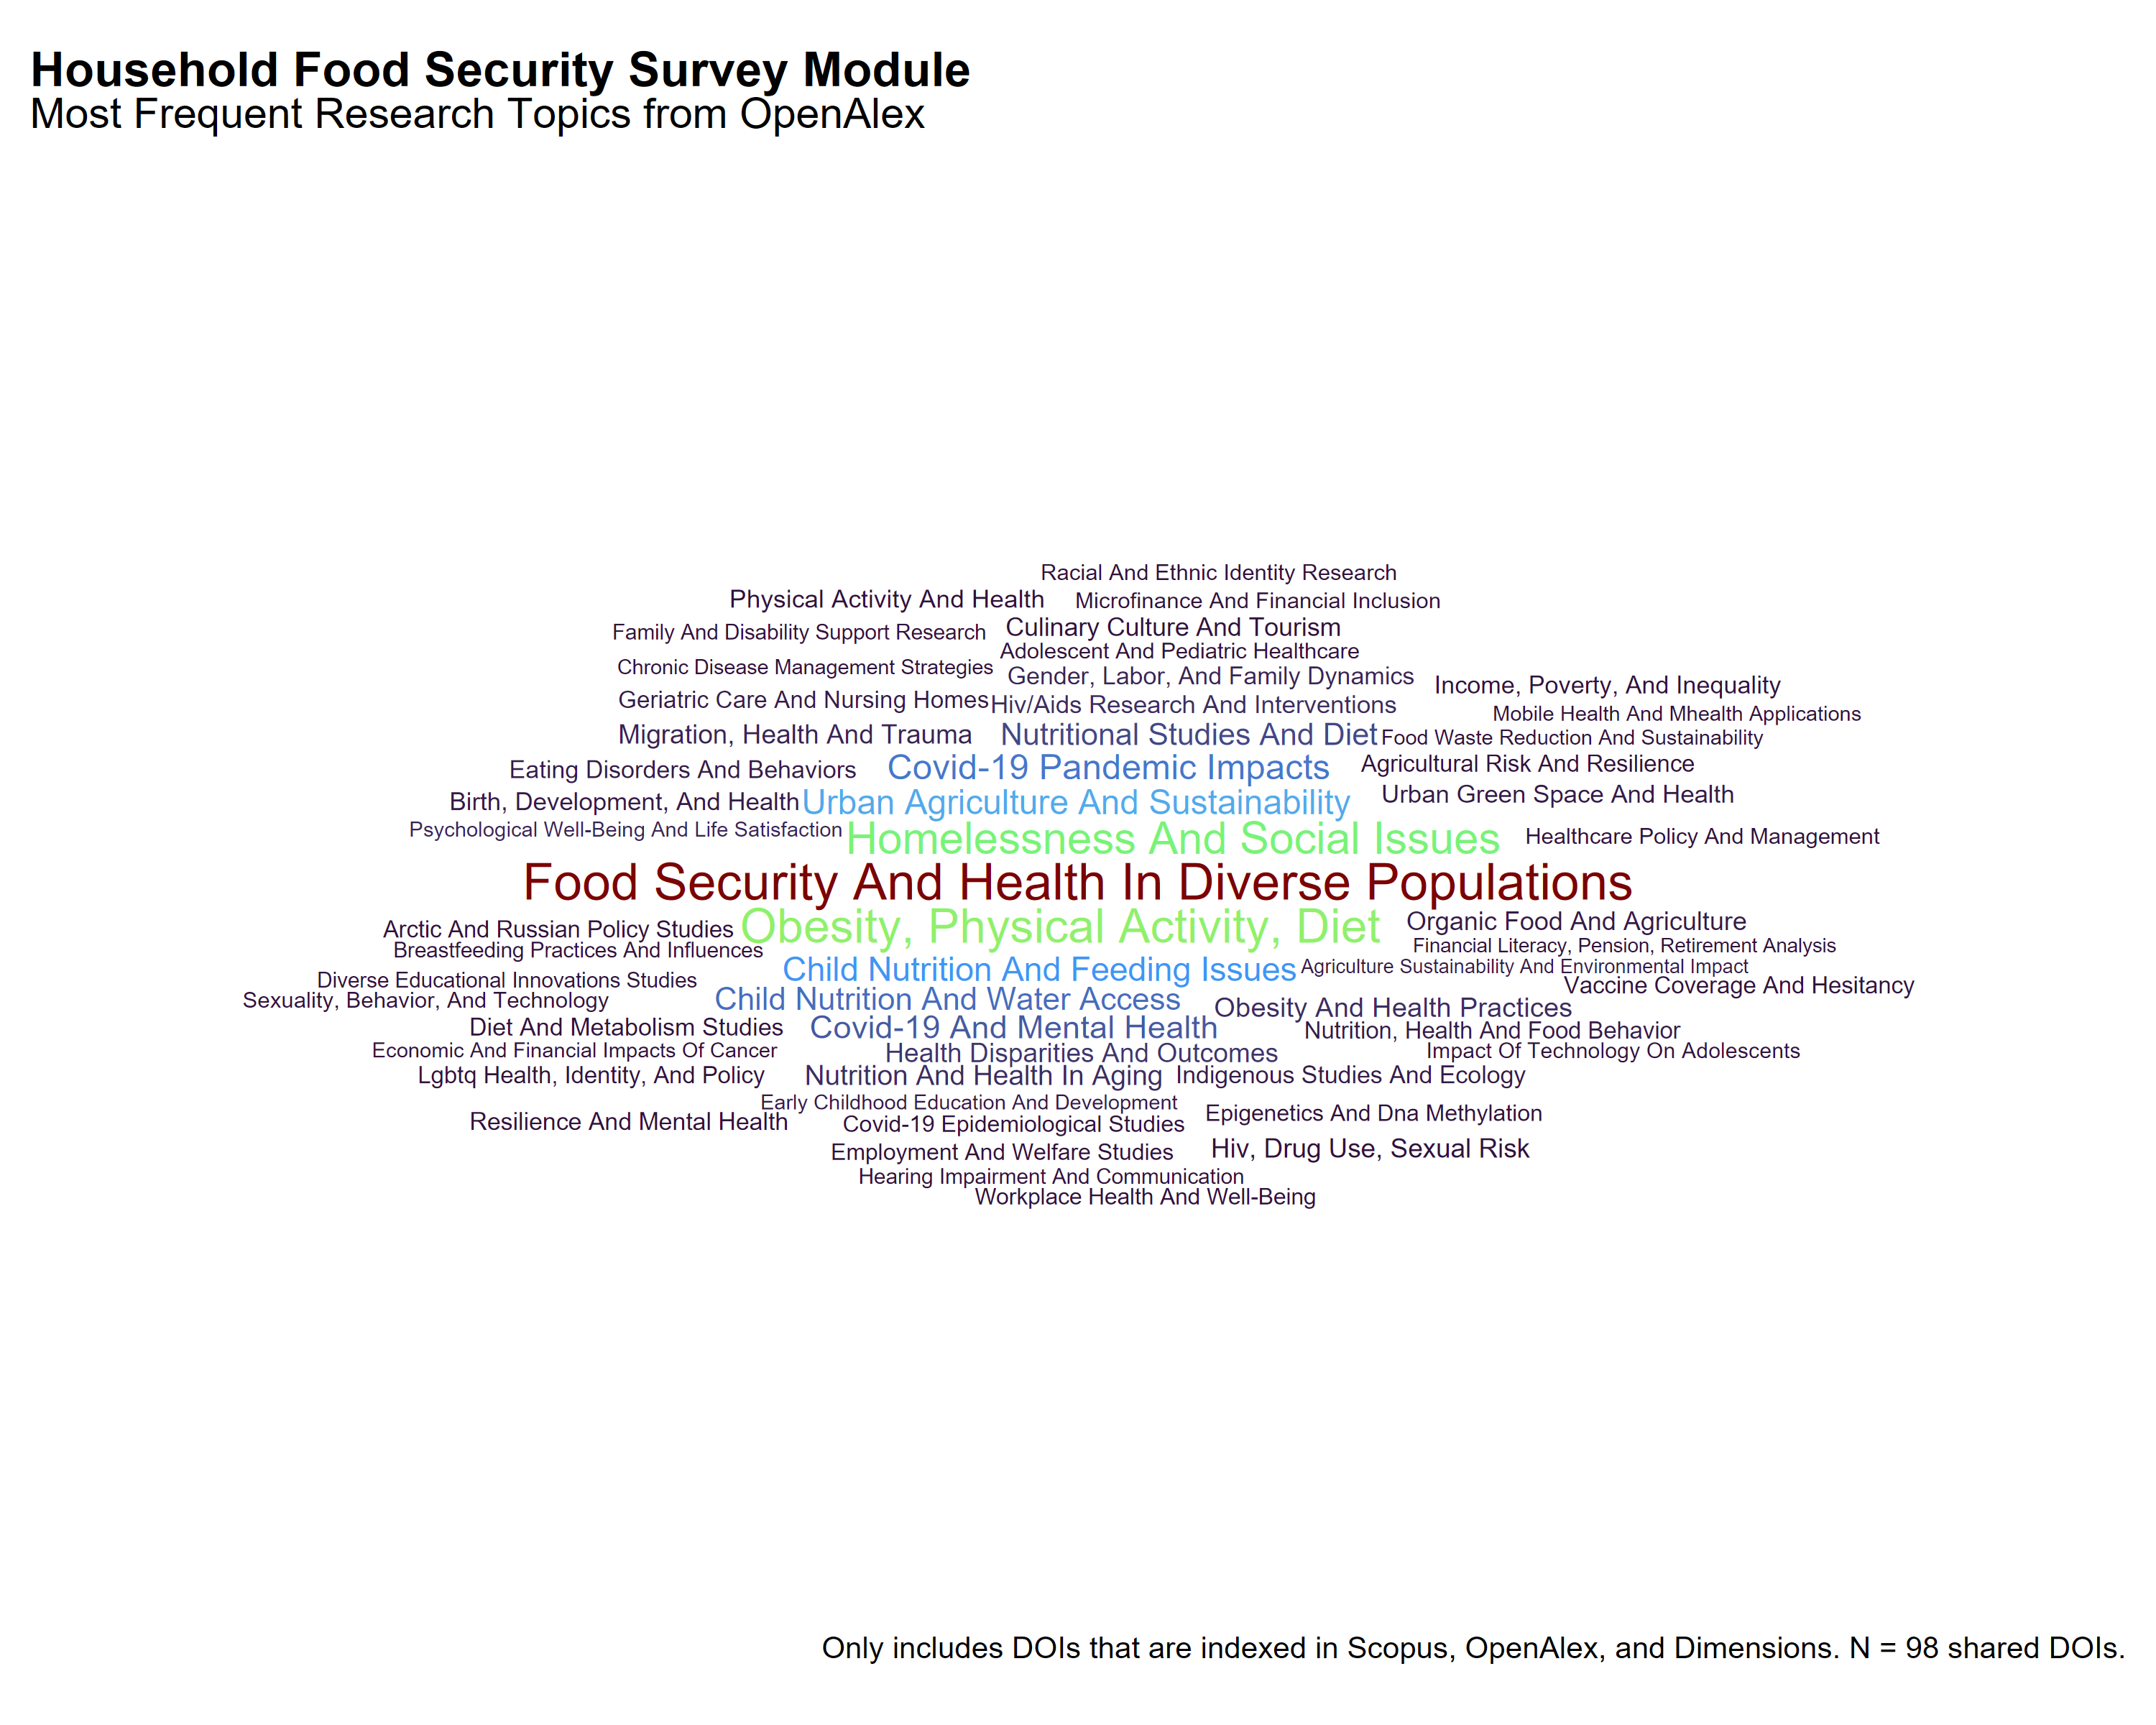 Household Food Security Survey Module
Most Frequent Research Topics from OpenAlex
Racial And Ethnic Identity Research
Physical Activity And Health
Microfinance And Financial Inclusion
Family And Disability Support Research
Culinary Culture And Tourism
Adolescent And Pediatric Healthcare
Chronic Disease Management Strategies
Gender, Labor, And Family Dynamics
Income, Poverty, And Inequality
Geriatric Care And Nursing Homes
Hiv/Aids Research And Interventions
Mobile Health And Mhealth Applications
Migration, Health And Trauma
Nutritional Studies And Diet
Food Waste Reduction And Sustainability
Eating Disorders And Behaviors
Covid-19 Pandemic Impacts
Agricultural Risk And Resilience
Birth, Development, And Health
Urban Agriculture And Sustainability
Urban Green Space And Health
Psychological Well-Being And Life Satisfaction
Homelessness And Social Issues
Healthcare Policy And Management
Food Security And Health In Diverse Populations
Arctic And Russian Policy Studies
Obesity, Physical Activity, Diet
Organic Food And Agriculture
Breastfeeding Practices And Influences
Financial Literacy, Pension, Retirement Analysis
Diverse Educational Innovations Studies
Child Nutrition And Feeding Issues
Agriculture Sustainability And Environmental Impact
Sexuality, Behavior, And Technology
Child Nutrition And Water Access
Vaccine Coverage And Hesitancy
Obesity And Health Practices
Diet And Metabolism Studies
Covid-19 And Mental Health
Nutrition, Health And Food Behavior
Economic And Financial Impacts Of Cancer
Health Disparities And Outcomes
Impact Of Technology On Adolescents
Lgbtq Health, Identity, And Policy
Nutrition And Health In Aging
Indigenous Studies And Ecology
Early Childhood Education And Development
Resilience And Mental Health
Covid-19 Epidemiological Studies
Epigenetics And Dna Methylation
Employment And Welfare Studies
Hiv, Drug Use, Sexual Risk
Hearing Impairment And Communication
Workplace Health And Well-Being
Only includes DOIs that are indexed in Scopus, OpenAlex, and Dimensions. N = 98 shared DOIs.